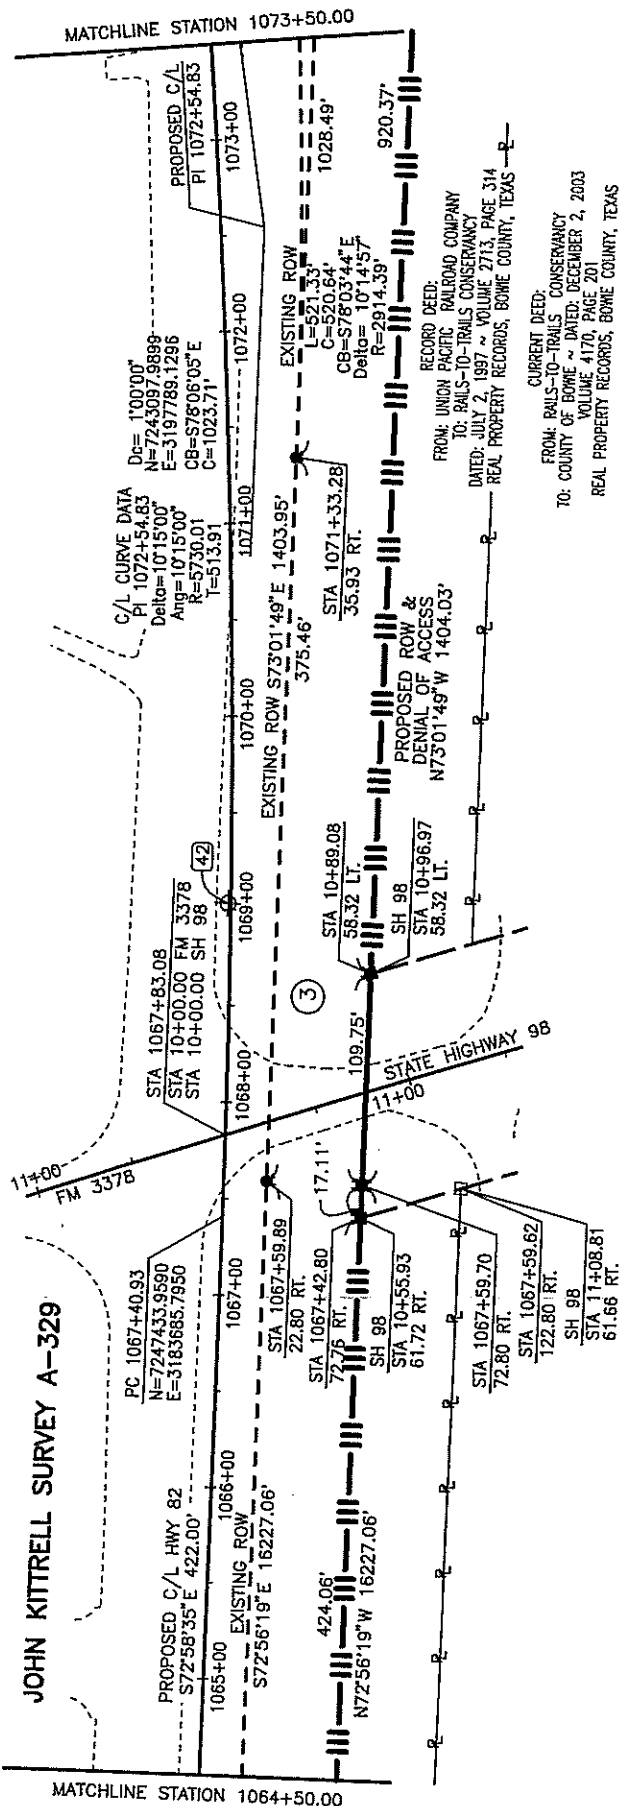 MATCHLINE STATION 1073+50.00
PROPOSED C/L
PI 1072+54.83
1073+00
1028.49'
920.37'
EXISTING ROW
L=521.33'
C=520.64'
CB=S78°03'44"E
Delta= 10°14'57"
R=2914.39'
RECORD DEED:
FROM: UNION PACIFIC RAILROAD COMPANY
TO: RAILS-TO-TRAILS CONSERVANCY
DATED: JULY 2, 1997 ~ VOLUME 2713, PAGE 314
REAL PROPERTY RECORDS, BOWIE COUNTY, TEXAS
CURRENT DEED:
FROM: RAILS-TO-TRAILS CONSERVANCY
TO: COUNTY OF BOWIE ~ DATED: DECEMBER 2, 2003
VOLUME 4170, PAGE 201
REAL PROPERTY RECORDS, BOWIE COUNTY, TEXAS
1072+00
C/L CURVE DATA
PI 1072+54.83
Delta=10°15'00"
Ang=10°15'00"
R=5730.01
T=513.91
Dc= 1°00'00"
N=7243097.9899
E=3197789.1296
CB=S78°06'05"E
C=1023.71'
1071+00
STA 1071+33.28
35.93 RT.
EXISTING ROW S73°01'49"E 1403.95'
375.46'
1070+00
PROPOSED ROW &
DENIAL OF ACCESS
N73°01'49"W 1404.03'
42
1069+00
STA 1067+83.08
STA 10+00.00 FM 3378
STA 10+00.00 SH 98
STA 10+89.08
58.32 LT.
SH 98
STA 10+96.97
58.32 LT.
3
109.75'
STATE HIGHWAY 98
11+00
1068+00
11+00
FM 3378
17.11'
PC 1067+40.93
N=7247433.9590
E=3183685.7950
1067+00
STA 1067+59.89
22.80 RT.
STA 1067+42.80
72.76 RT.
SH 98
STA 10+55.93
61.72 RT.
STA 1067+59.70
72.80 RT.
STA 1067+59.62
122.80 RT.
SH 98
STA 11+08.81
61.66 RT.
JOHN KITTRELL SURVEY A-329
1066+00
PROPOSED C/L HWY 82
S72°58'35"E 422.00'
1065+00
EXISTING ROW
S72°56'19"E 16227.06'
424.06'
N72°56'19"W 16227.06'
MATCHLINE STATION 1064+50.00